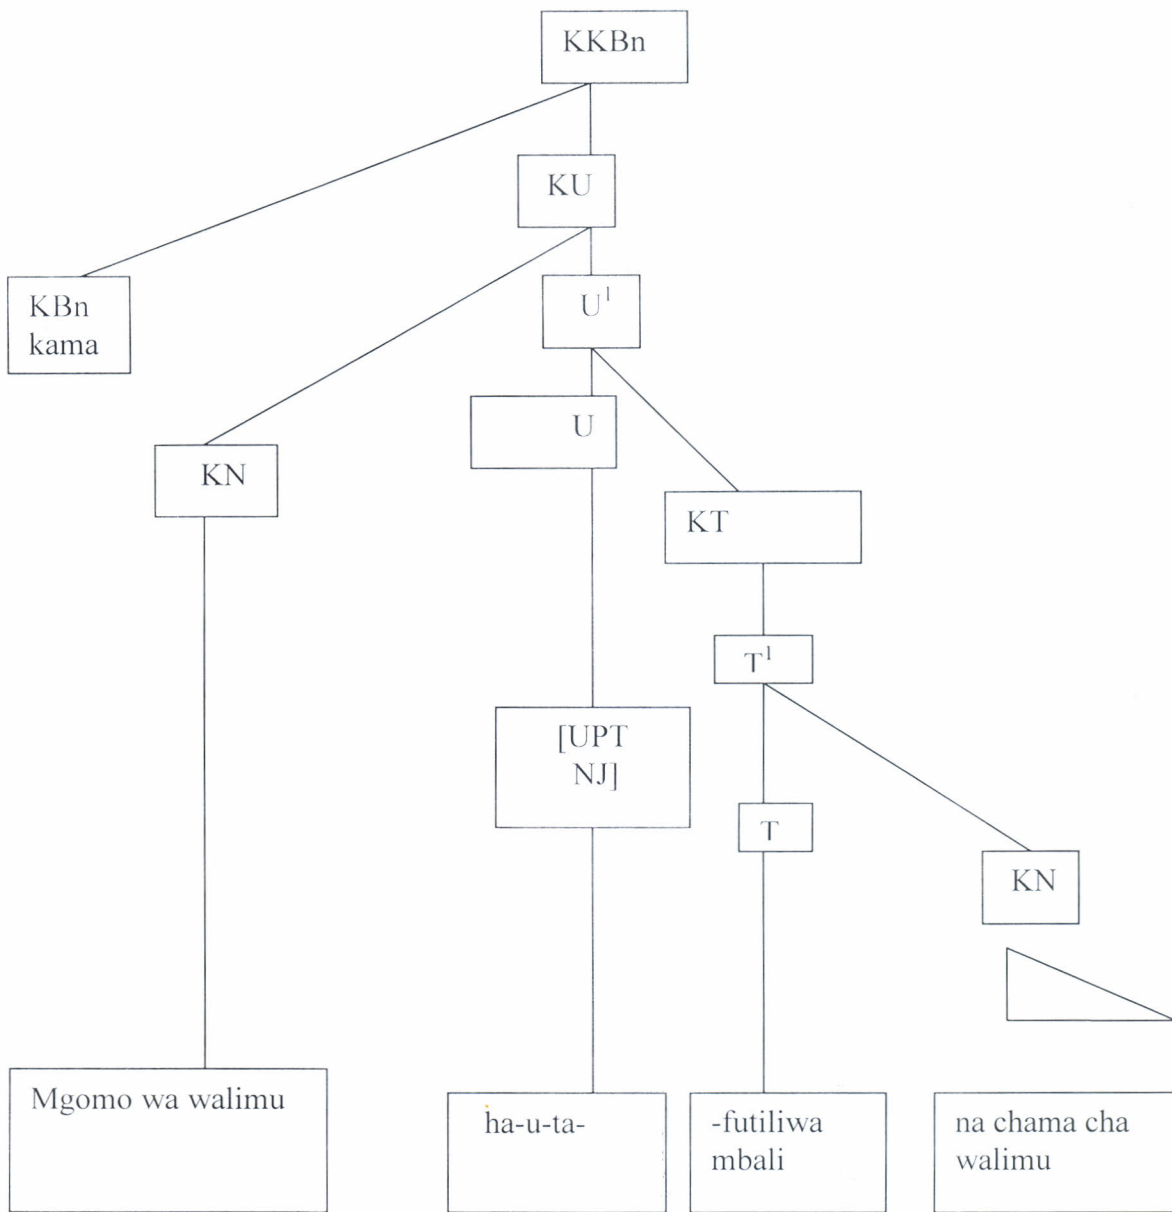 KKBn
KU
KBn
kama
U¹
U
KN
KT
T¹
[UPT
NJ]
T
KN
Mgomo wa walimu
ha-u-ta-
-futiliwa
mbali
na chama cha
walimu